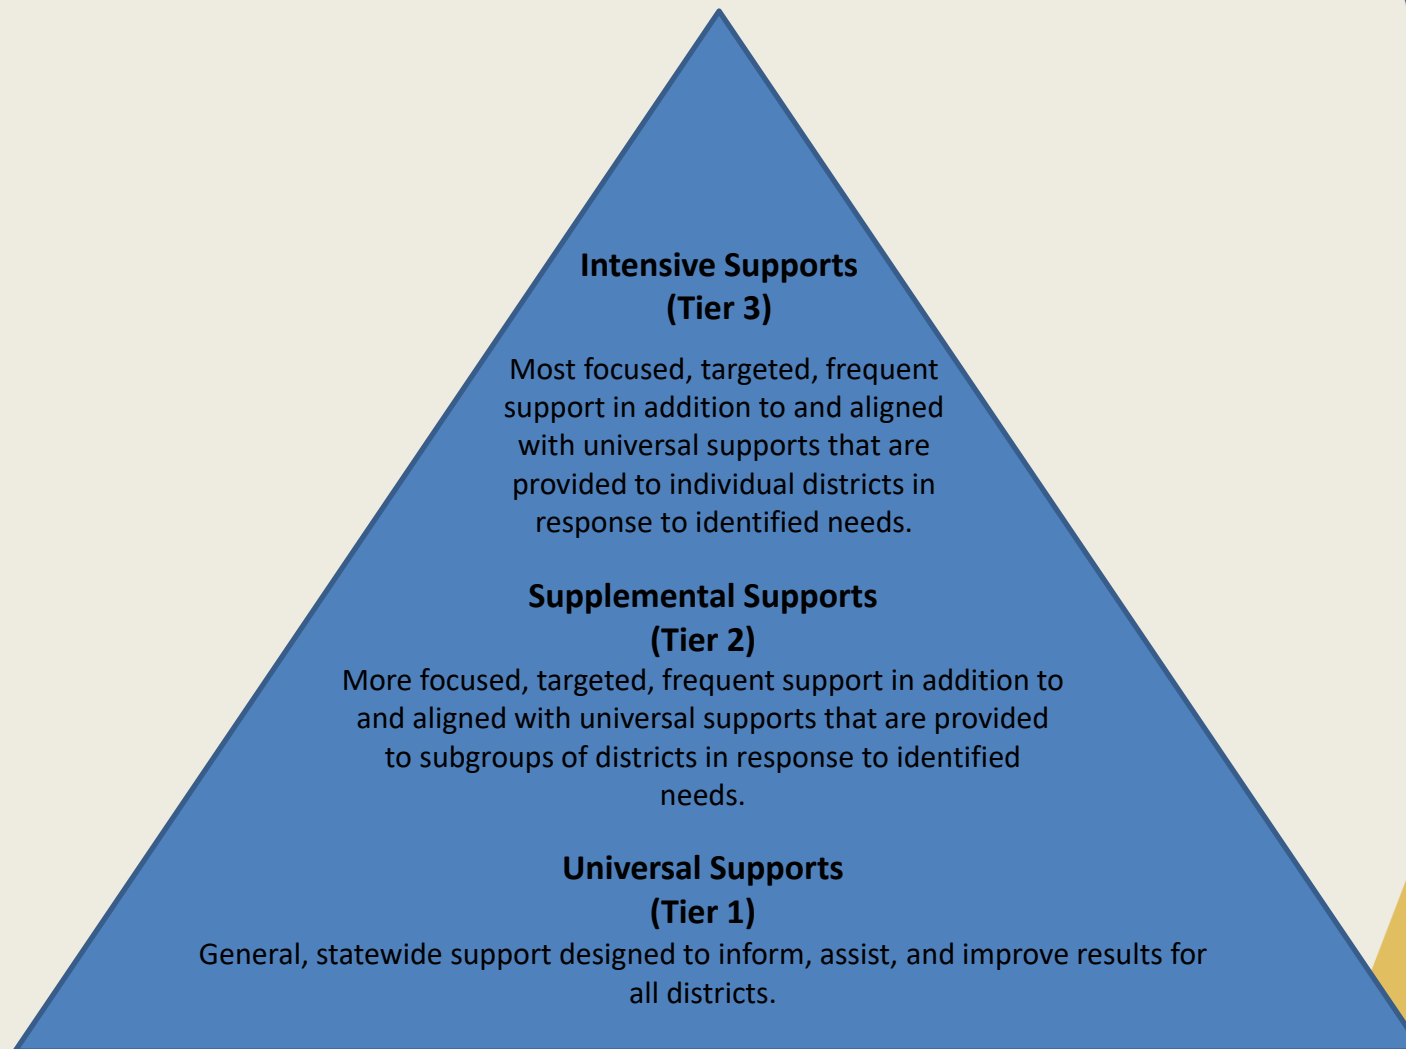 Intensive Supports
(Tier 3)
Most focused, targeted, frequent
support in addition to and aligned
with universal supports that are
provided to individual districts in
response to identified needs.
Supplemental Supports
(Tier 2)
More focused, targeted, frequent support in addition to
and aligned with universal supports that are provided
to subgroups of districts in response to identified
needs.
Universal Supports
(Tier 1)
General, statewide support designed to inform, assist, and improve results for
all districts.